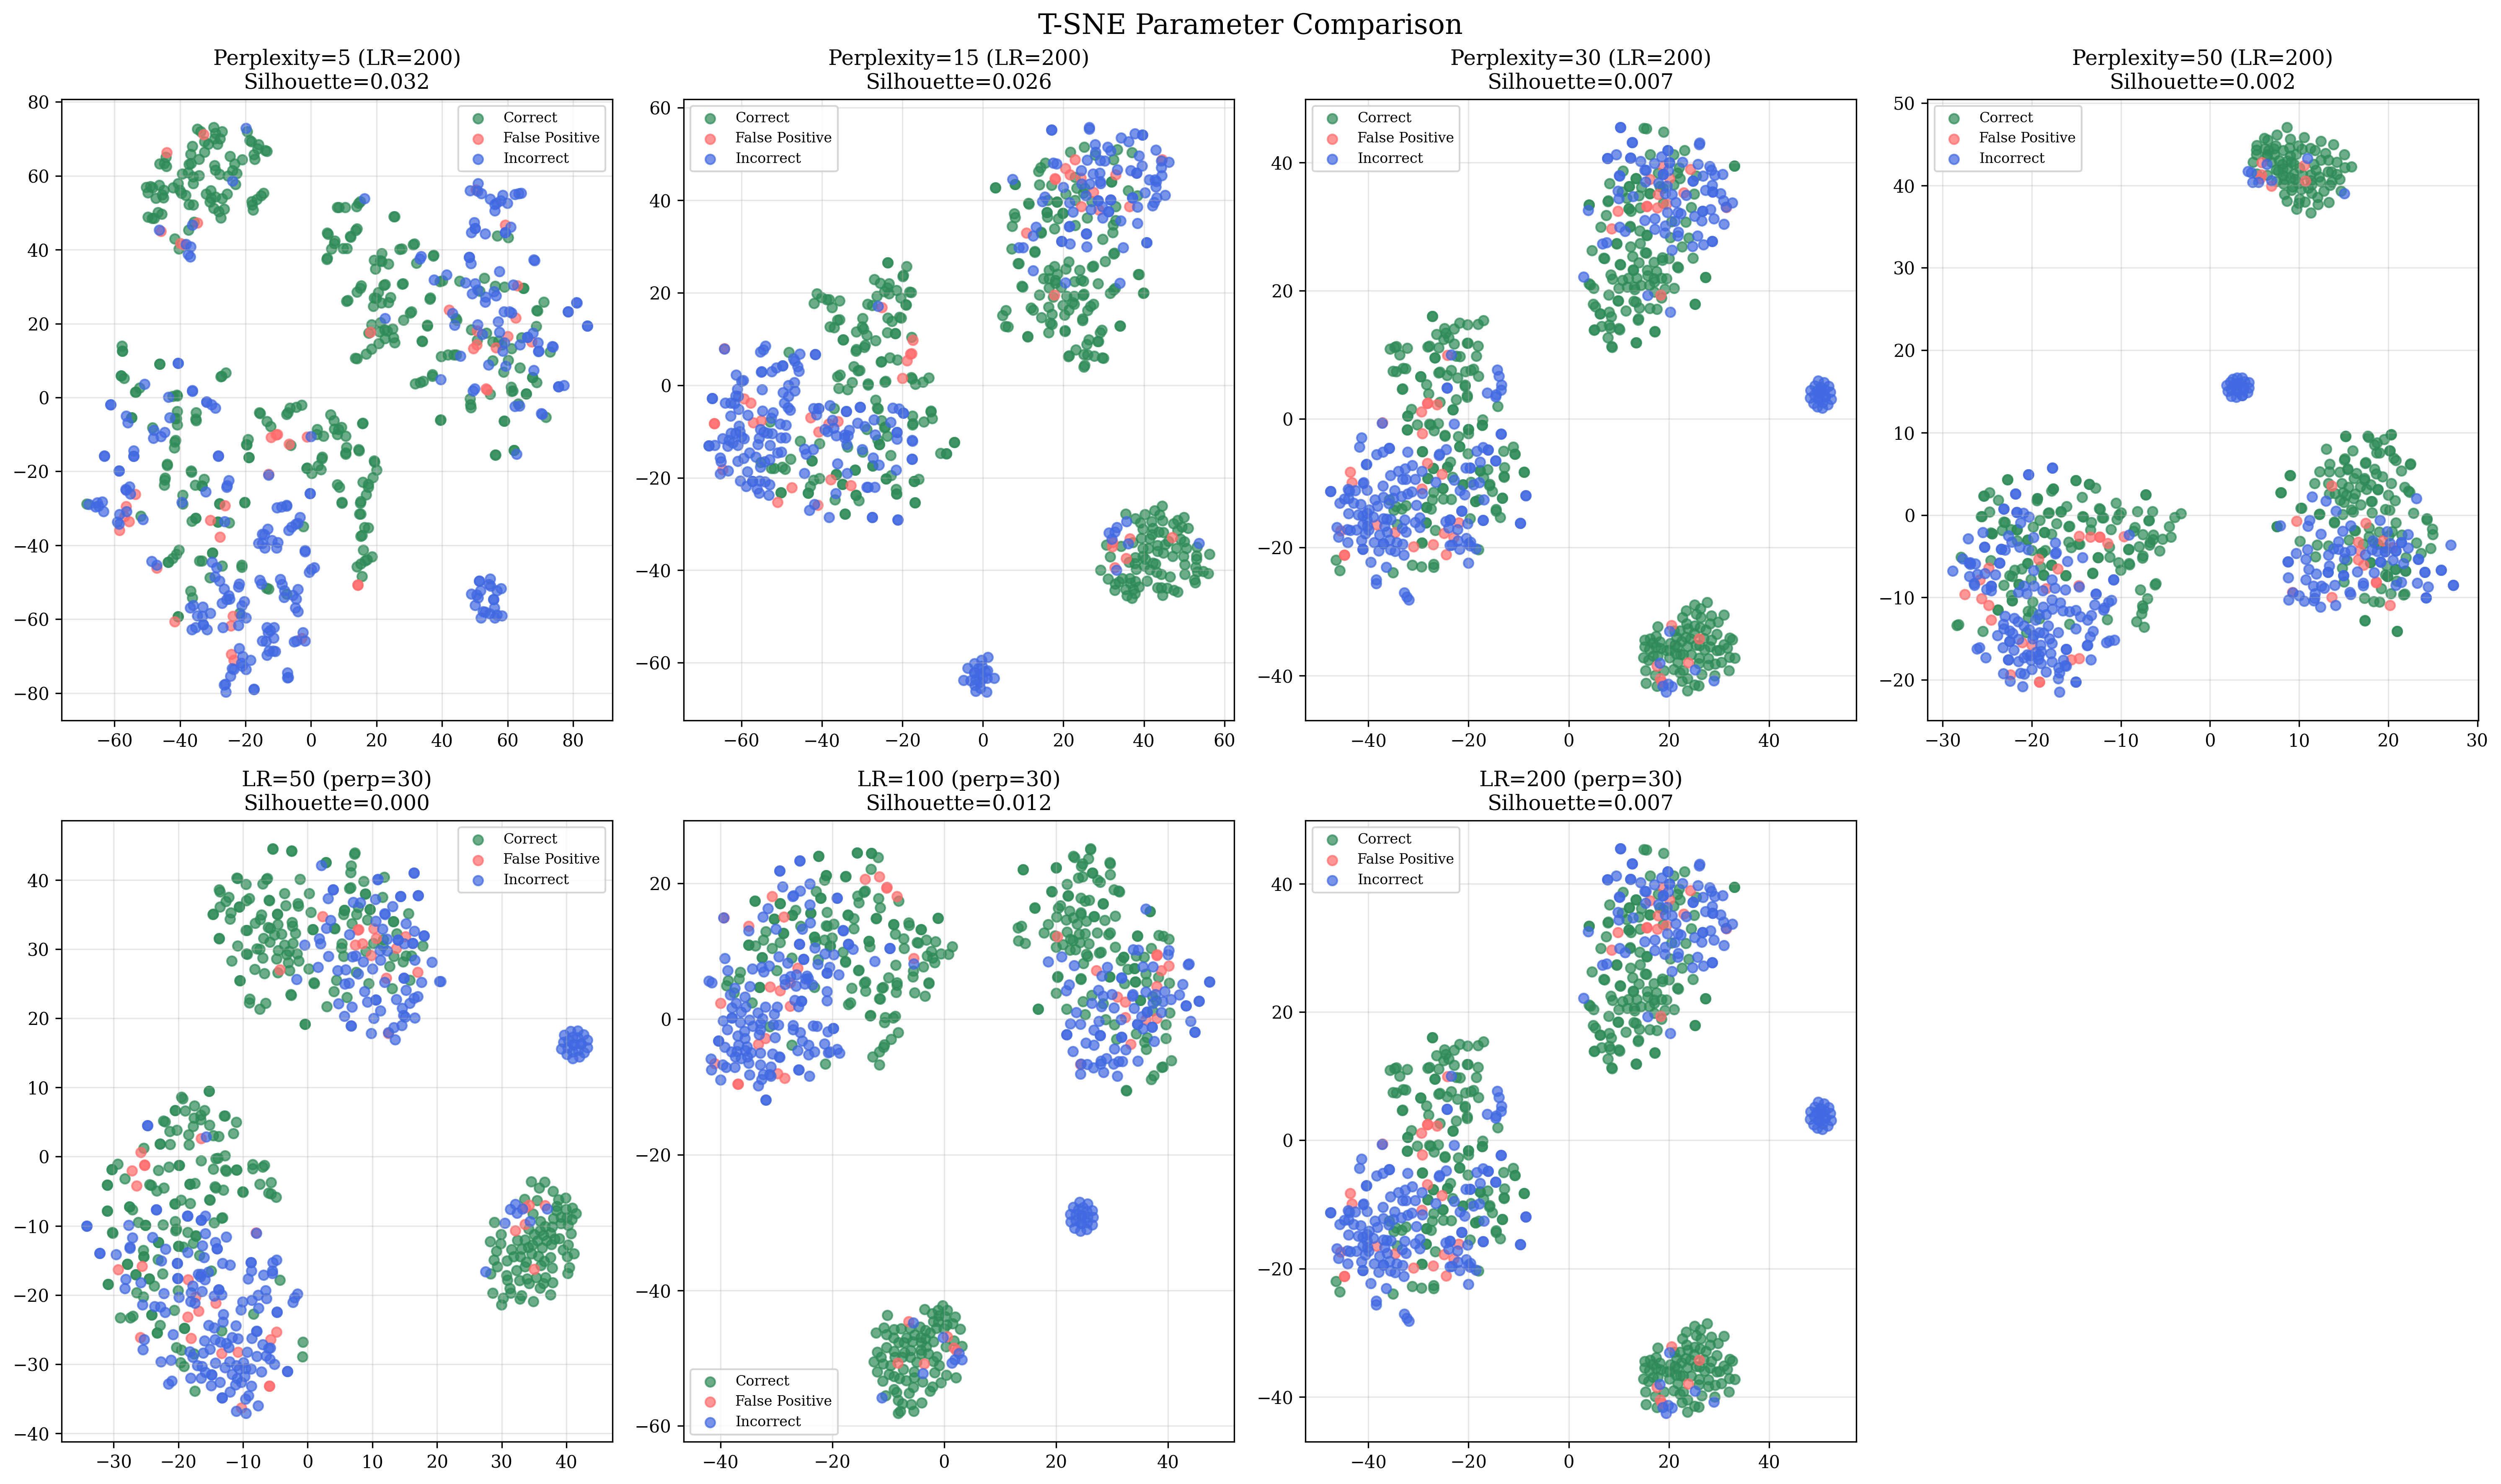 T-SNE Parameter Comparison
Perplexity=5 (LR=200)
Silhouette=0.032
80
60
40
20
0
−20
−40
−60
−80
−60
−40
−20
0
20
40
60
80
Correct
False Positive
Incorrect
Perplexity=15 (LR=200)
Silhouette=0.026
60
40
20
0
−20
−40
−60
−60
−40
−20
0
20
40
60
Correct
False Positive
Incorrect
Perplexity=30 (LR=200)
Silhouette=0.007
40
20
0
−20
−40
−40
−20
0
20
40
Correct
False Positive
Incorrect
Perplexity=50 (LR=200)
Silhouette=0.002
50
40
30
20
10
0
−10
−20
−30
−20
−10
0
10
20
30
Correct
False Positive
Incorrect
LR=50 (perp=30)
Silhouette=0.000
40
30
20
10
0
−10
−20
−30
−40
−30
−20
−10
0
10
20
30
40
Correct
False Positive
Incorrect
LR=100 (perp=30)
Silhouette=0.012
20
0
−20
−40
−60
−40
−20
0
20
40
Correct
False Positive
Incorrect
LR=200 (perp=30)
Silhouette=0.007
40
20
0
−20
−40
−40
−20
0
20
40
Correct
False Positive
Incorrect